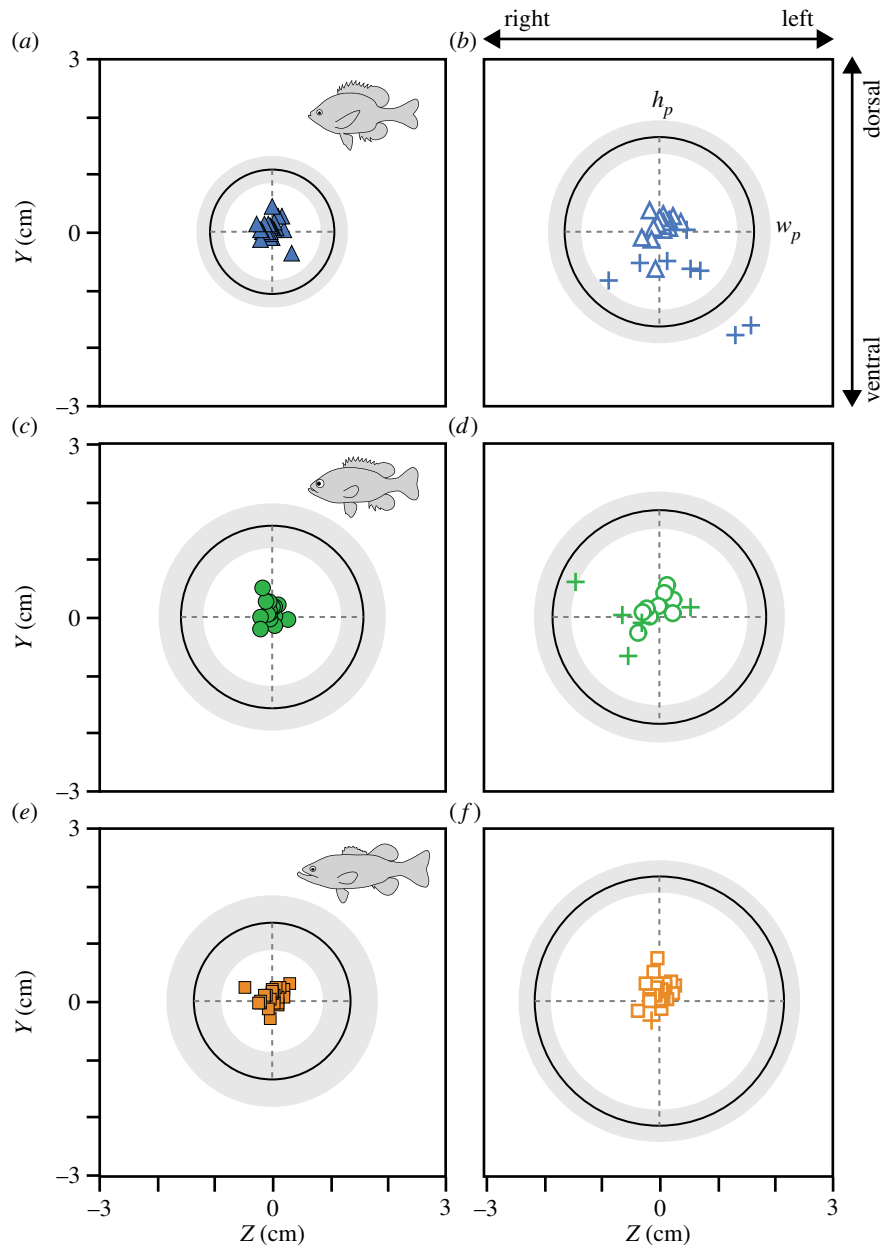 (a)
(b)
right
left
3
Y (cm)
0
–3
h_p
w_p
dorsal
ventral
(c)
(d)
3
Y (cm)
0
–3
(e)
(f)
3
Y (cm)
0
–3
–3
0
3
Z (cm)
–3
0
3
Z (cm)